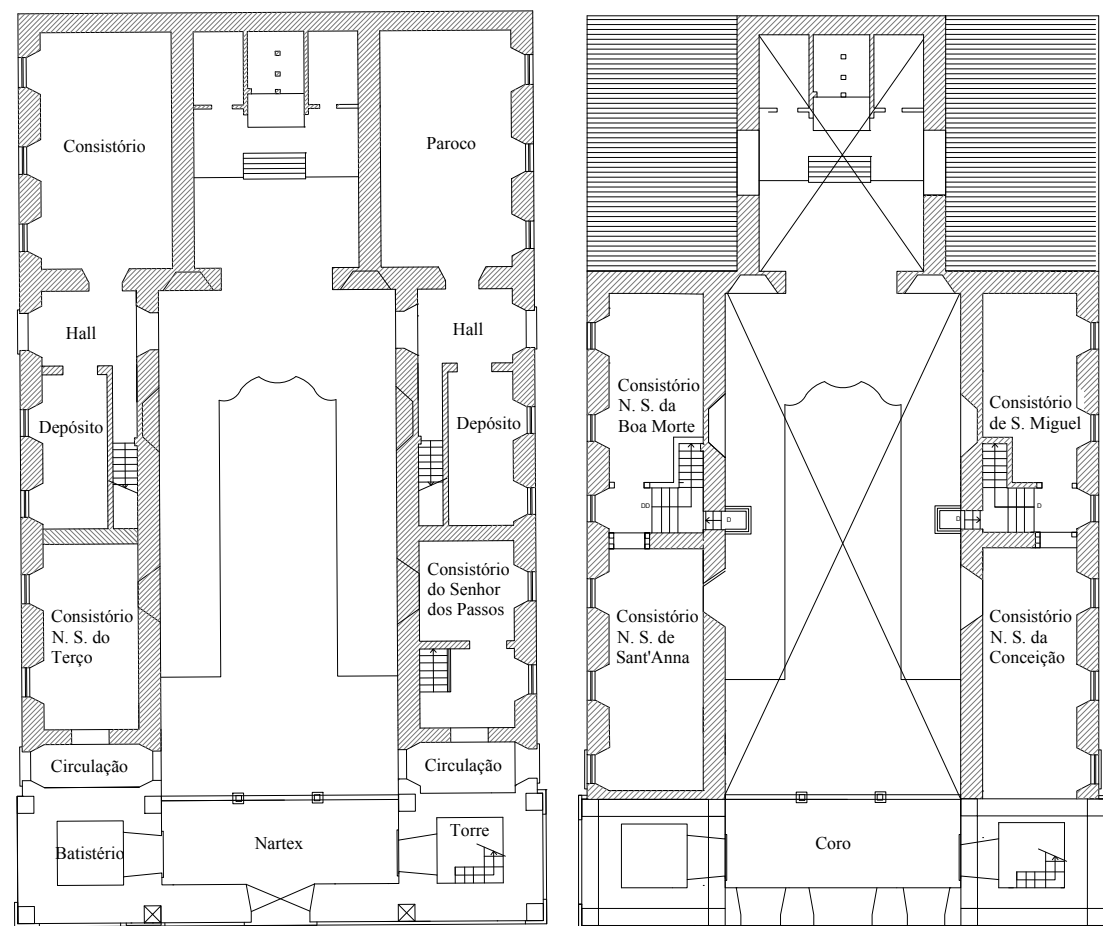 Consistório
Paroco
Hall
Hall
Depósito
Depósito
Consistório
N. S. do
Terço
Consistório
do Senhor
dos Passos
Circulação
Circulação
Batistério
Nartex
Torre
Consistório
N. S. da
Boa Morte
Consistório
de S. Miguel
DD
D
D
D
Consistório
N. S. de
Sant'Anna
Consistório
N. S. da
Conceição
Coro